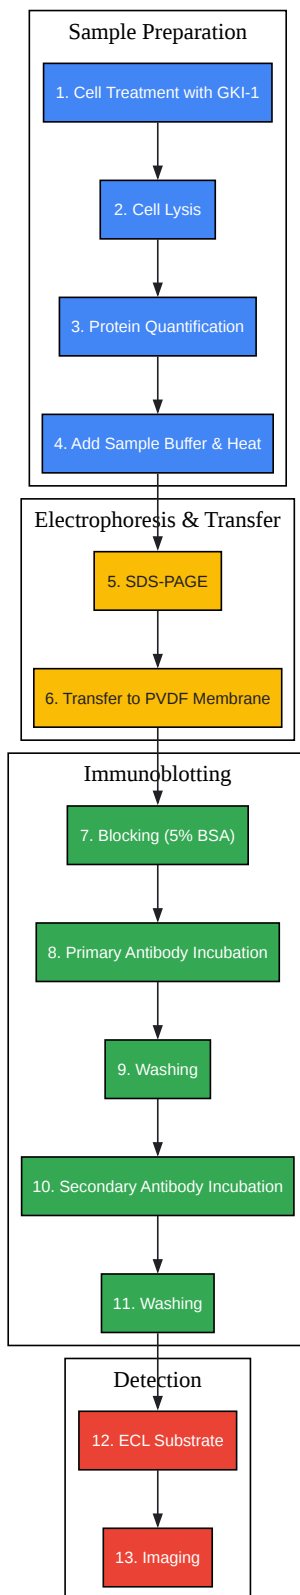 Sample Preparation
1. Cell Treatment with GKI-1
2. Cell Lysis
3. Protein Quantification
4. Add Sample Buffer & Heat
Electrophoresis & Transfer
5. SDS-PAGE
6. Transfer to PVDF Membrane
Immunoblotting
7. Blocking (5% BSA)
8. Primary Antibody Incubation
9. Washing
10. Secondary Antibody Incubation
11. Washing
Detection
12. ECL Substrate
13. Imaging